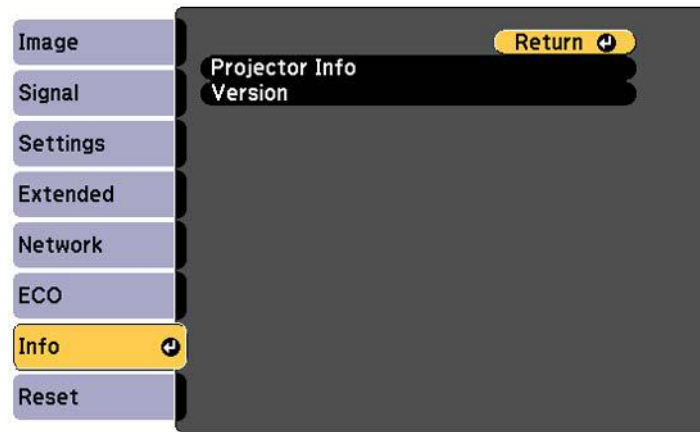 Image
Signal
Settings
Extended
Network
ECO
Info
Reset
Return
Projector Info
Version